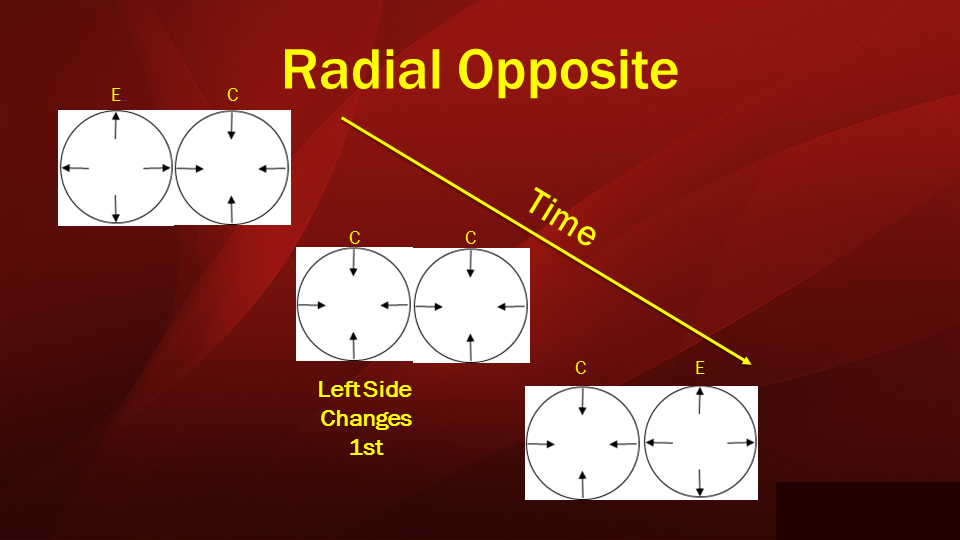 Radial Opposite
E C
Time
C C
Left Side
Changes
1st
C E